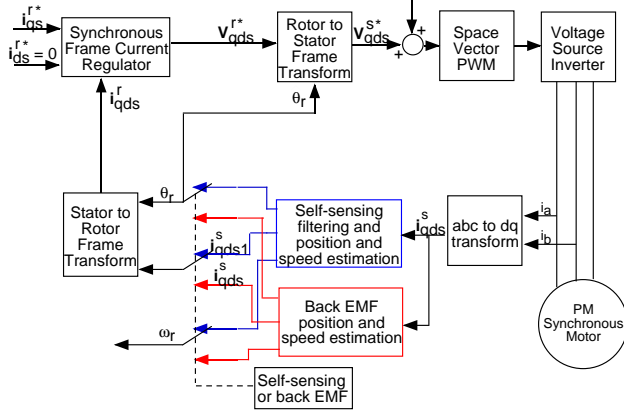 i_qs^r*
i_ds^r* = 0
Synchronous
Frame Current
Regulator
V_qds^r*
Rotor to
Stator Frame
Transform
V_qds^s*
+
+
Space
Vector
PWM
Voltage
Source
Inverter
i_qds^r
θ_r
Stator to
Rotor
Frame
Transform
θ_r
i_qds1^s
i_qds^s
ω_r
Self-sensing
filtering and
position and
speed estimation
Back EMF
position and
speed estimation
i_qds^s
abc to dq
transform
i_a
i_b
PM
Synchronous
Motor
Self-sensing
or back EMF